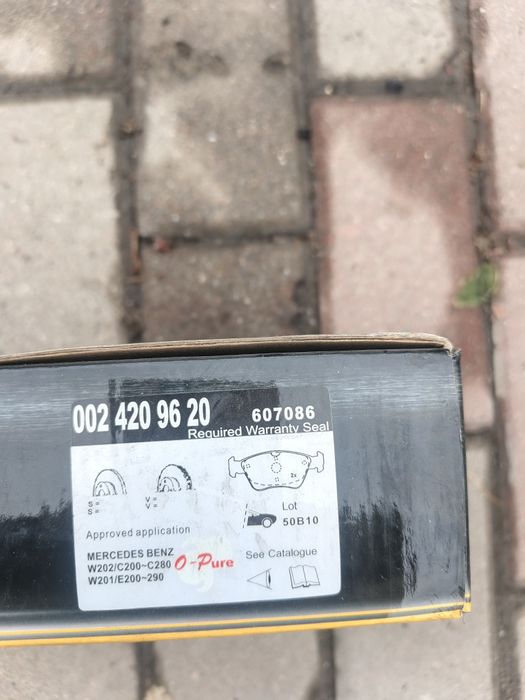 002 420 96 20 607086
Required Warranty Seal
S =
S =
V =
V =
2x
Lot
50B10
Approved application
MERCEDES BENZ
W202/C200~C280
W201/E200~290
O-Pure
See Catalogue